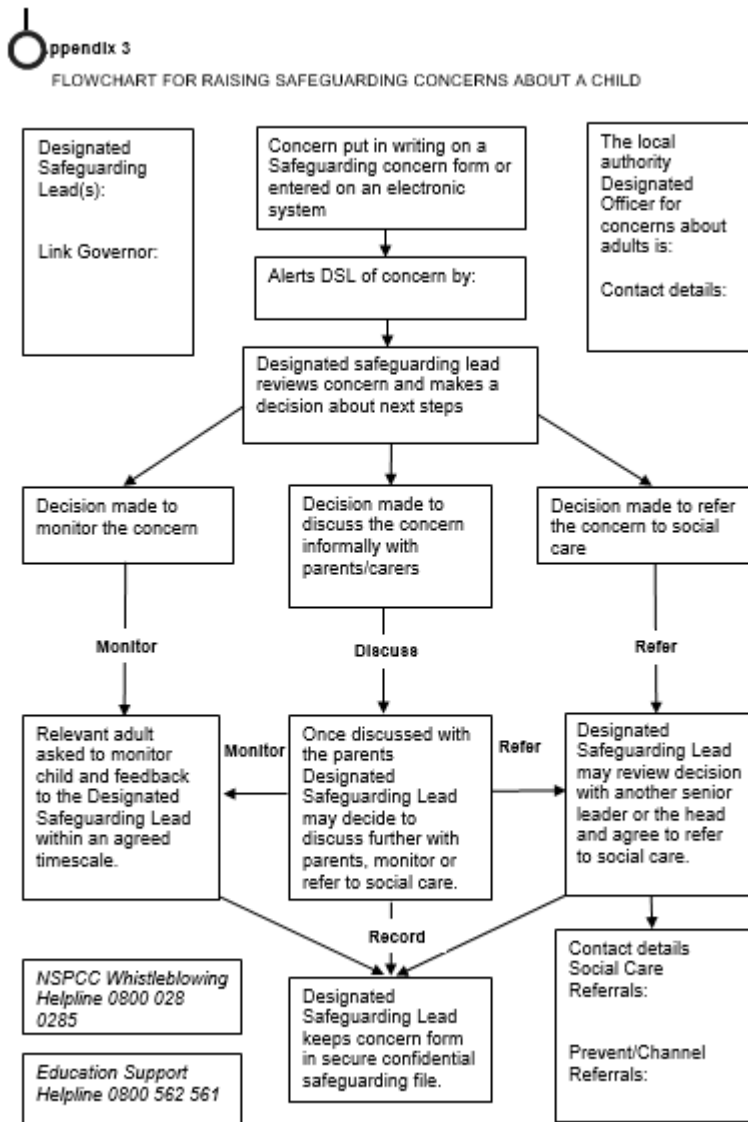 ppendix 3
FLOWCHART FOR RAISING SAFEGUARDING CONCERNS ABOUT A CHILD
Designated
Safeguarding
Lead(s):
Link Governor:
Concern put in writing on a
Safeguarding concern form or
entered on an electronic
system
The local
authority
Designated
Officer for
concerns about
adults is:
Contact details:
Alerts DSL of concern by:
Designated safeguarding lead
reviews concern and makes a
decision about next steps
Decision made to
monitor the concern
Decision made to
discuss the concern
informally with
parents/carers
Decision made to refer
the concern to social
care
Monitor
Discuss
Refer
Relevant adult
asked to monitor
child and feedback
to the Designated
Safeguarding Lead
within an agreed
timescale.
Monitor
Once discussed with
the parents
Designated
Safeguarding Lead
may decide to
discuss further with
parents, monitor or
refer to social care.
Refer
Designated
Safeguarding Lead
may review decision
with another senior
leader or the head
and agree to refer
to social care.
Record
NSPCC Whistleblowing
Helpline 0800 028
0285
Education Support
Helpline 0800 562 561
Designated
Safeguarding Lead
keeps concern form
in secure confidential
safeguarding file.
Contact details
Social Care
Referrals:
Prevent/Channel
Referrals: